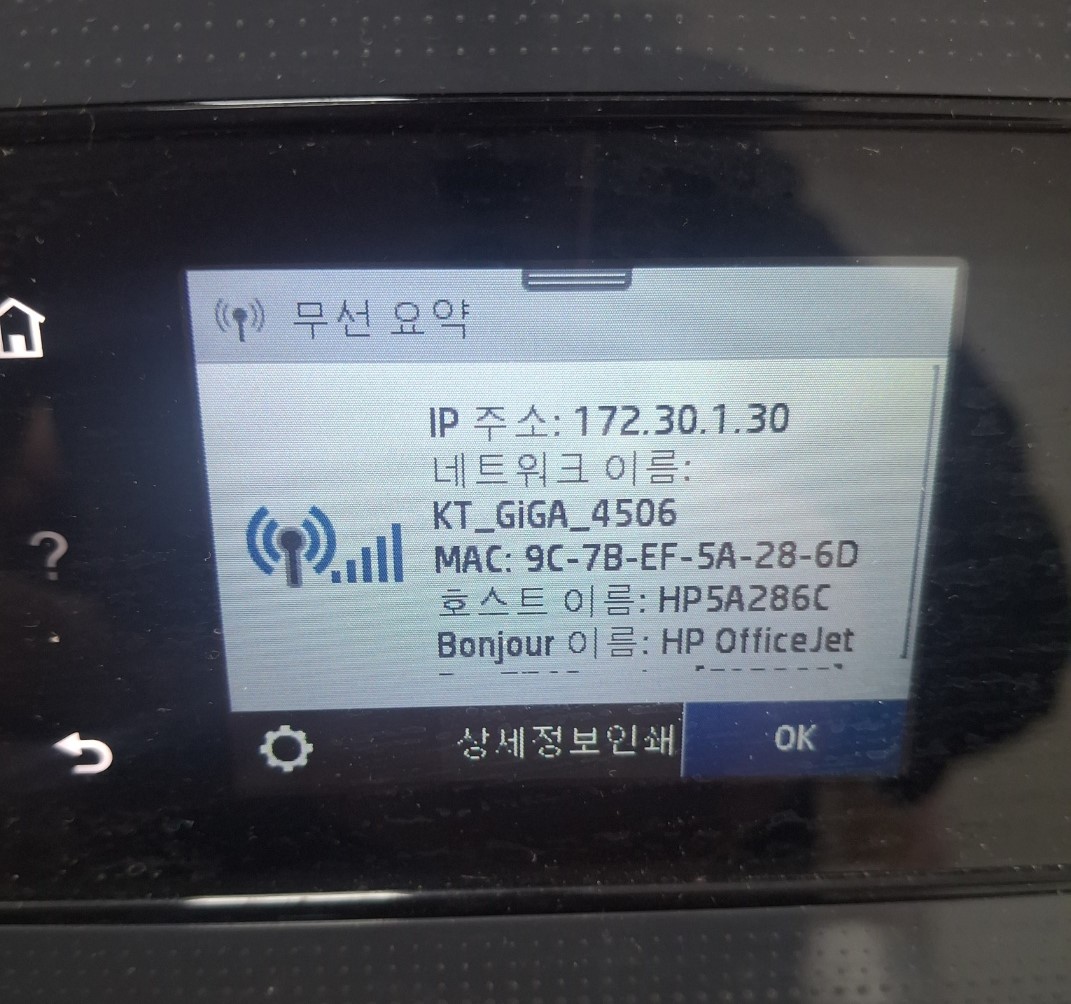 무선 요약
IP 주소: 172.30.1.30
네트워크 이름:
KT_GiGA_4506
MAC: 9C-7B-EF-5A-28-6D
호스트 이름: HP5A286C
Bonjour 이름: HP OfficeJet
상세정보인쇄
OK
?